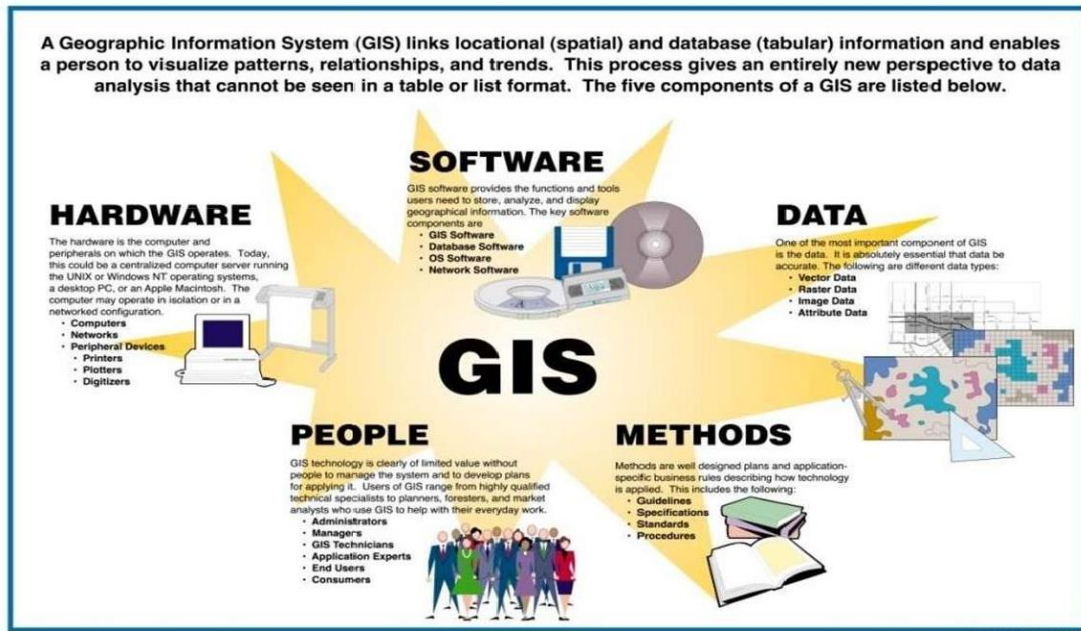 A Geographic Information System (GIS) links locational (spatial) and database (tabular) information and enables
a person to visualize patterns, relationships, and trends. This process gives an entirely new perspective to data
analysis that cannot be seen in a table or list format. The five components of a GIS are listed below.
HARDWARE
The hardware is the computer and
peripherals on which the GIS operates. Today,
this could be a centralized computer server running
the UNIX or Windows NT operating systems,
a desktop PC, or an Apple Macintosh. The
computer may operate in isolation or in a
networked configuration.
• Computers
• Networks
• Peripheral Devices
• Printers
• Plotters
• Digitizers
SOFTWARE
GIS software provides the functions and tools
users need to store, analyze, and display
geographical information. The key software
components are
• GIS Software
• Database Software
• OS Software
• Network Software
DATA
One of the most important component of GIS
is the data. It is absolutely essential that data be
accurate. The following are different data types:
• Vector Data
• Raster Data
• Image Data
• Attribute Data
GIS
PEOPLE
GIS technology is clearly of limited value without
people to manage the system and to develop plans
for applying it. Users of GIS range from highly qualified
technical specialists to planners, foresters, and market
analysts who use GIS to help with their everyday work.
• Administrators
• Managers
• GIS Technicians
• Application Experts
• End Users
• Consumers
METHODS
Methods are well designed plans and application-
specific business rules describing how technology
is applied. This includes the following:
• Guidelines
• Specifications
• Standards
• Procedures